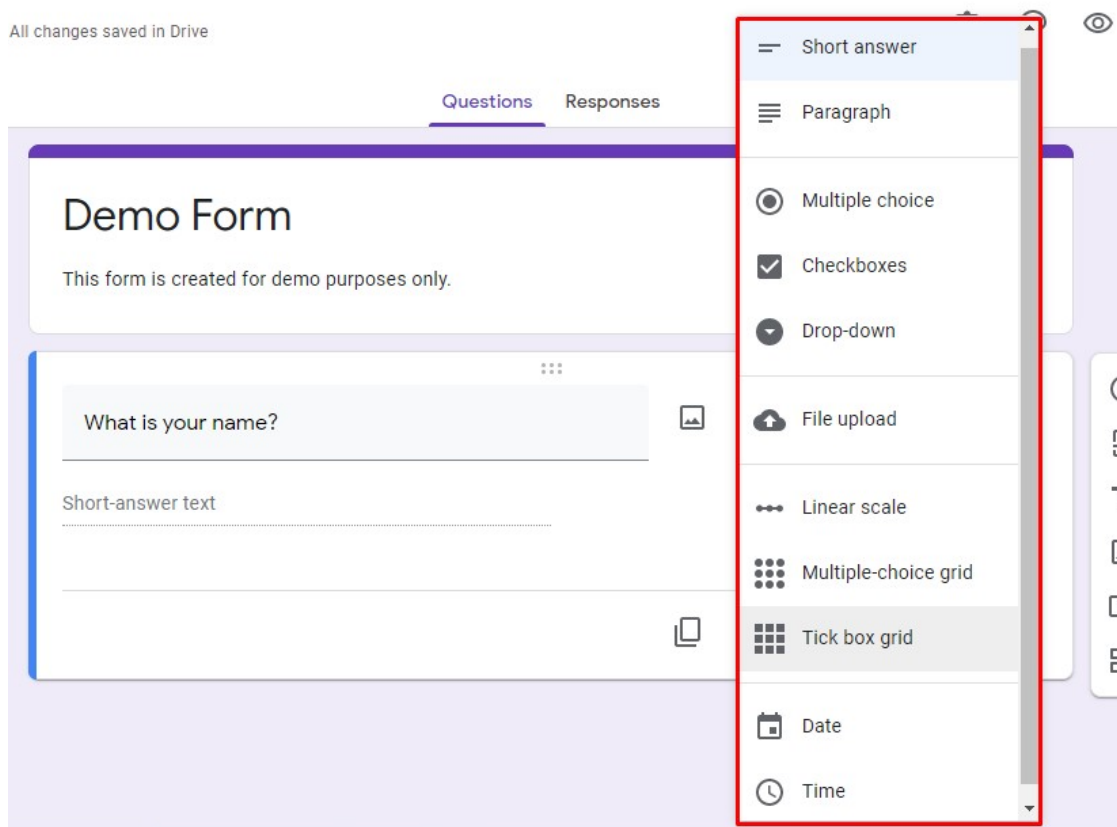 All changes saved in Drive
Questions Responses
Demo Form
This form is created for demo purposes only.
What is your name?
Short-answer text
Short answer
Paragraph
Multiple choice
Checkboxes
Drop-down
File upload
Linear scale
Multiple-choice grid
Tick box grid
Date
Time